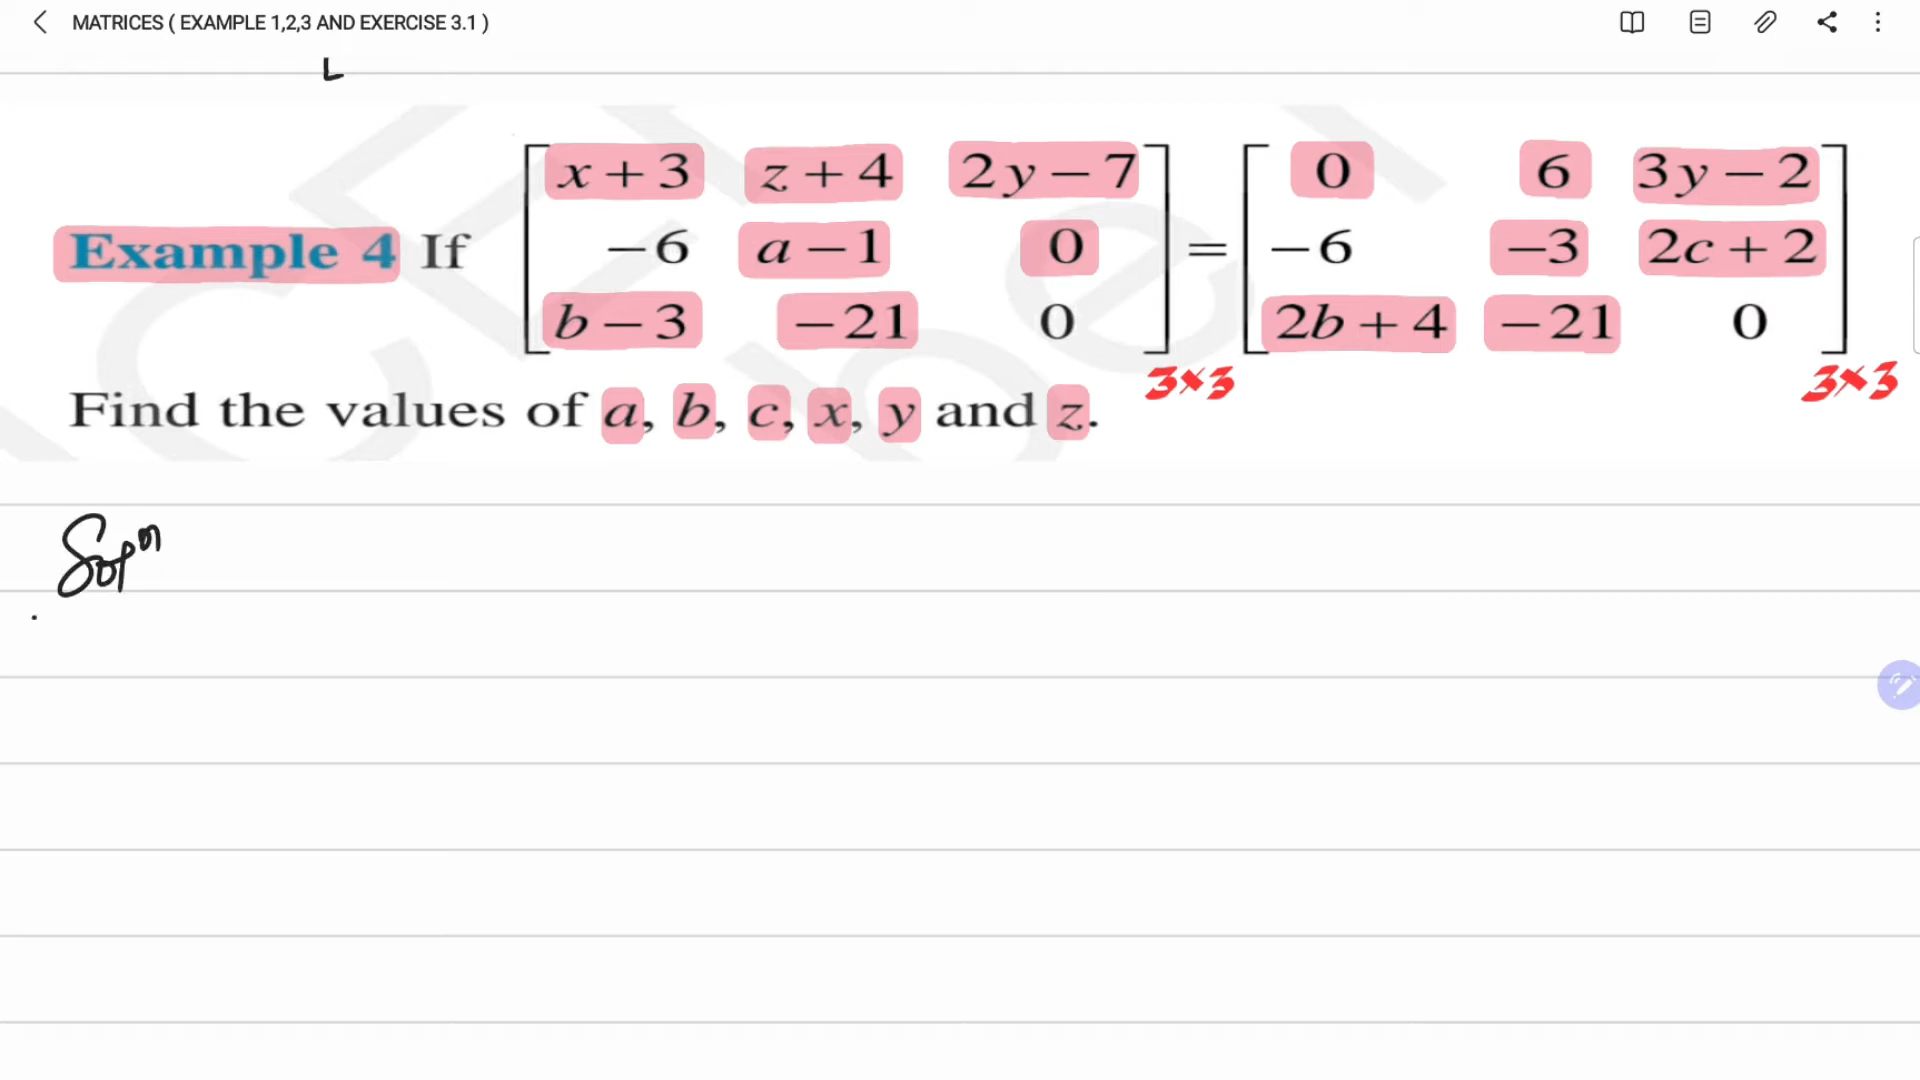 MATRICES ( EXAMPLE 1,2,3 AND EXERCISE 3.1 )
L
Example 4 If [x + 3 z + 4 2y − 7] = [0 6 3y − 2]
[−6 a − 1 0] [−6 −3 2c + 2]
[b − 3 −21 0] [2b + 4 −21 0]
3×3 3×3
Find the values of a, b, c, x, y and z.
Solⁿ